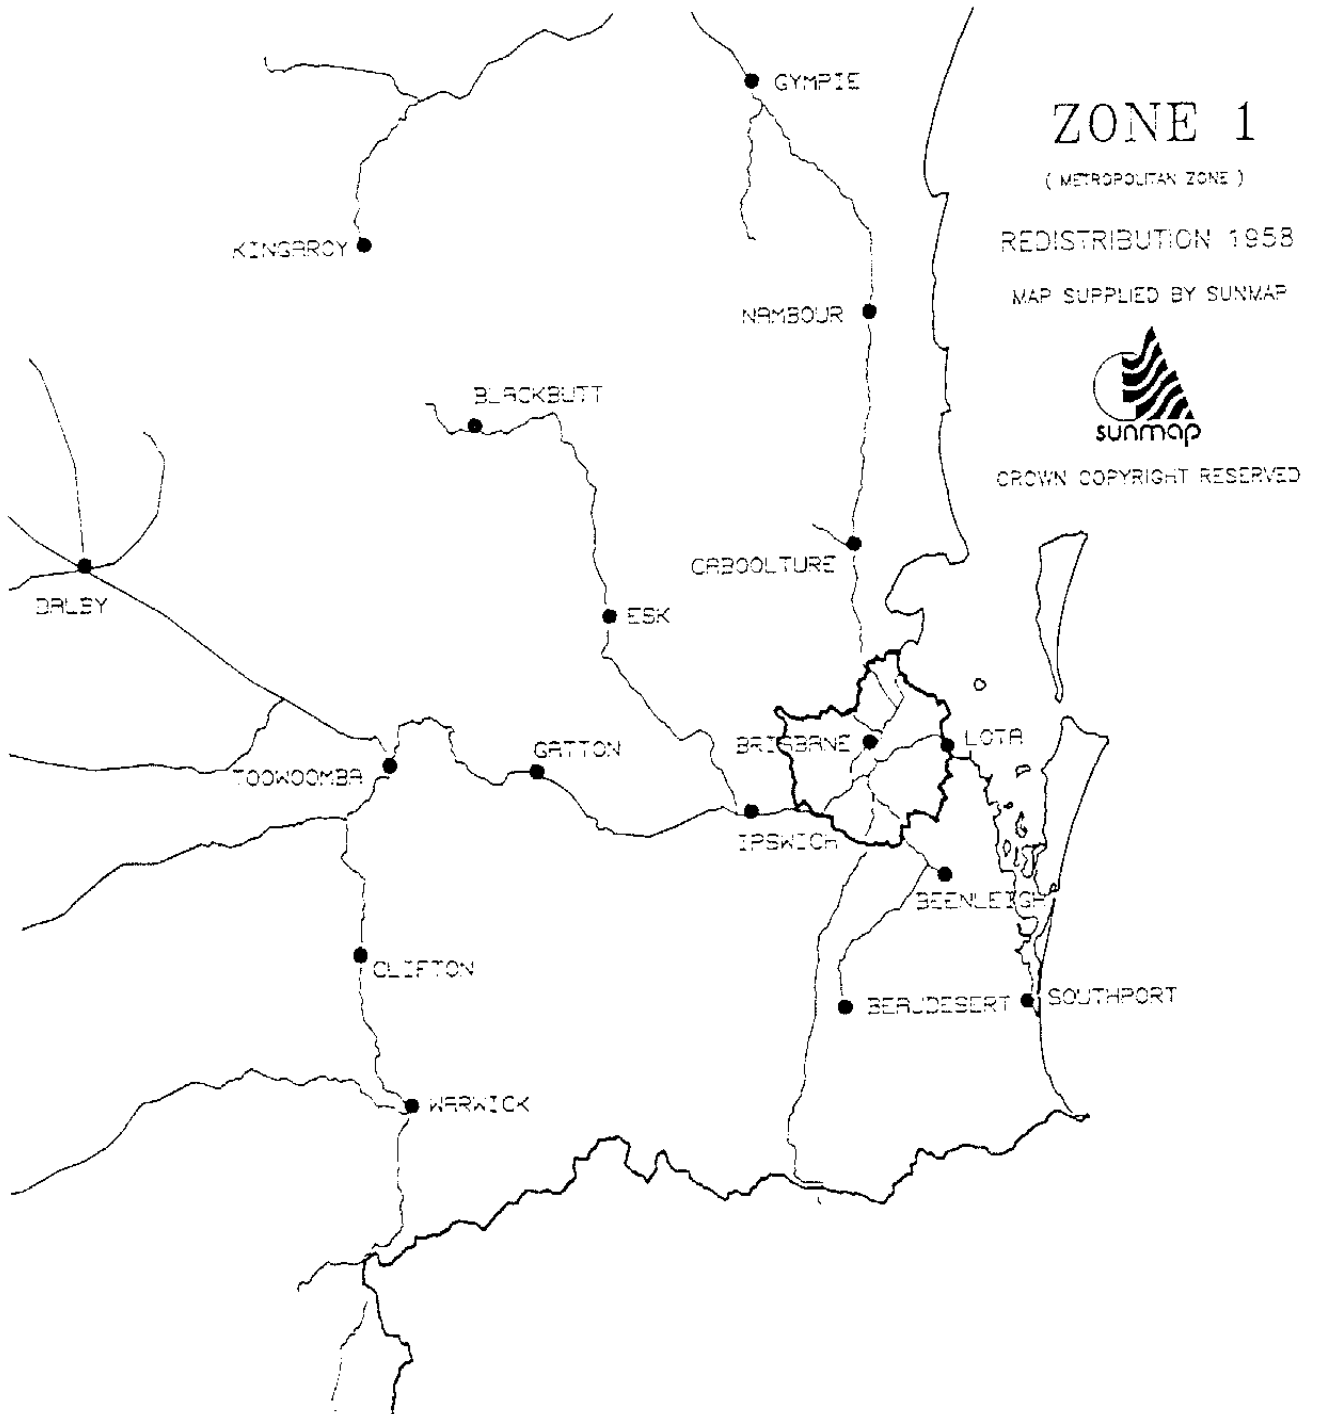 GYMPIE
ZONE 1
( METROPOLITAN ZONE )
KINGAROY
REDISTRIBUTION 1958
MAP SUPPLIED BY SUNMAP
NAMBOUR
BLACKBUTT
sunmap
CROWN COPYRIGHT RESERVED
CABOOLTURE
DALBY
ESK
BRISBANE
LOTA
GATTON
TOOWOOMBA
IPSWICH
BEENLEIGH
CLIFTON
BEAUDESERT
SOUTHPORT
WARWICK